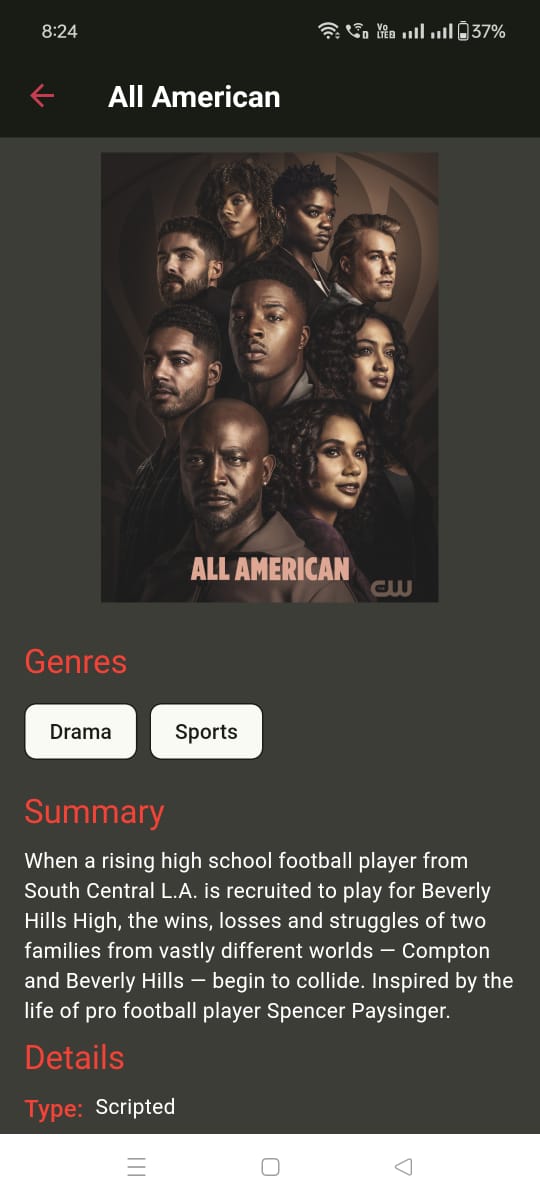 8:24
Vo
LTE
37%
All American
ALL AMERICAN
CW
Genres
Drama
Sports
Summary
When a rising high school football player from
South Central L.A. is recruited to play for Beverly
Hills High, the wins, losses and struggles of two
families from vastly different worlds — Compton
and Beverly Hills — begin to collide. Inspired by the
life of pro football player Spencer Paysinger.
Details
Type: Scripted